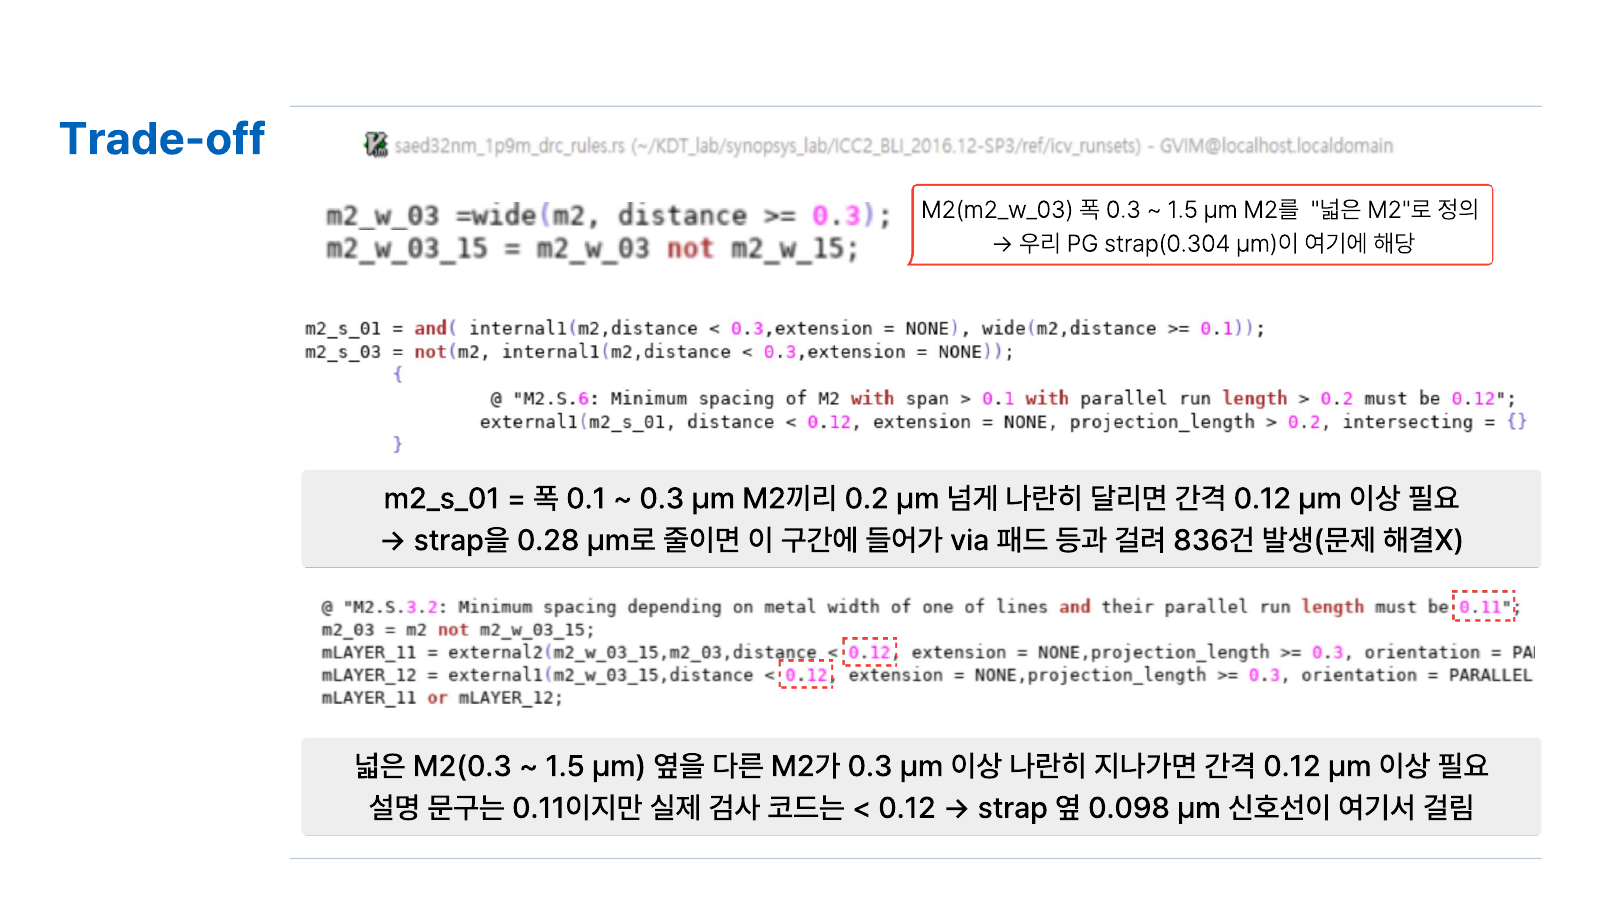 Trade-off
saed32nm_1p9m_drc_rules.rs (~/KDT_lab/synopsys_lab/ICC2_BLI_2016.12-SP3/ref/icv_runsets) - GVIM@localhost.localdomain
m2_w_03 =wide(m2, distance >= 0.3);
m2_w_03_15 = m2_w_03 not m2_w_15;
M2(m2_w_03) 폭 0.3 ~ 1.5 µm M2를 "넓은 M2"로 정의
→ 우리 PG strap(0.304 µm)이 여기에 해당
m2_s_01 = and( internal1(m2,distance < 0.3,extension = NONE), wide(m2,distance >= 0.1));
m2_s_03 = not(m2, internal1(m2,distance < 0.3,extension = NONE));
{
@ "M2.S.6: Minimum spacing of M2 with span > 0.1 with parallel run length > 0.2 must be 0.12";
external1(m2_s_01, distance < 0.12, extension = NONE, projection_length > 0.2, intersecting = {}
}
m2_s_01 = 폭 0.1 ~ 0.3 µm M2끼리 0.2 µm 넘게 나란히 달리면 간격 0.12 µm 이상 필요
→ strap을 0.28 µm로 줄이면 이 구간에 들어가 via 패드 등과 걸려 836건 발생(문제 해결X)
@ "M2.S.3.2: Minimum spacing depending on metal width of one of lines and their parallel run length must be 0.11";
m2_03 = m2 not m2_w_03_15;
mLAYER_11 = external2(m2_w_03_15,m2_03,distance < 0.12, extension = NONE,projection_length >= 0.3, orientation = PA
mLAYER_12 = external1(m2_w_03_15,distance < 0.12, extension = NONE,projection_length >= 0.3, orientation = PARALLEL
mLAYER_11 or mLAYER_12;
넓은 M2(0.3 ~ 1.5 µm) 옆을 다른 M2가 0.3 µm 이상 나란히 지나가면 간격 0.12 µm 이상 필요
설명 문구는 0.11이지만 실제 검사 코드는 < 0.12 → strap 옆 0.098 µm 신호선이 여기서 걸림